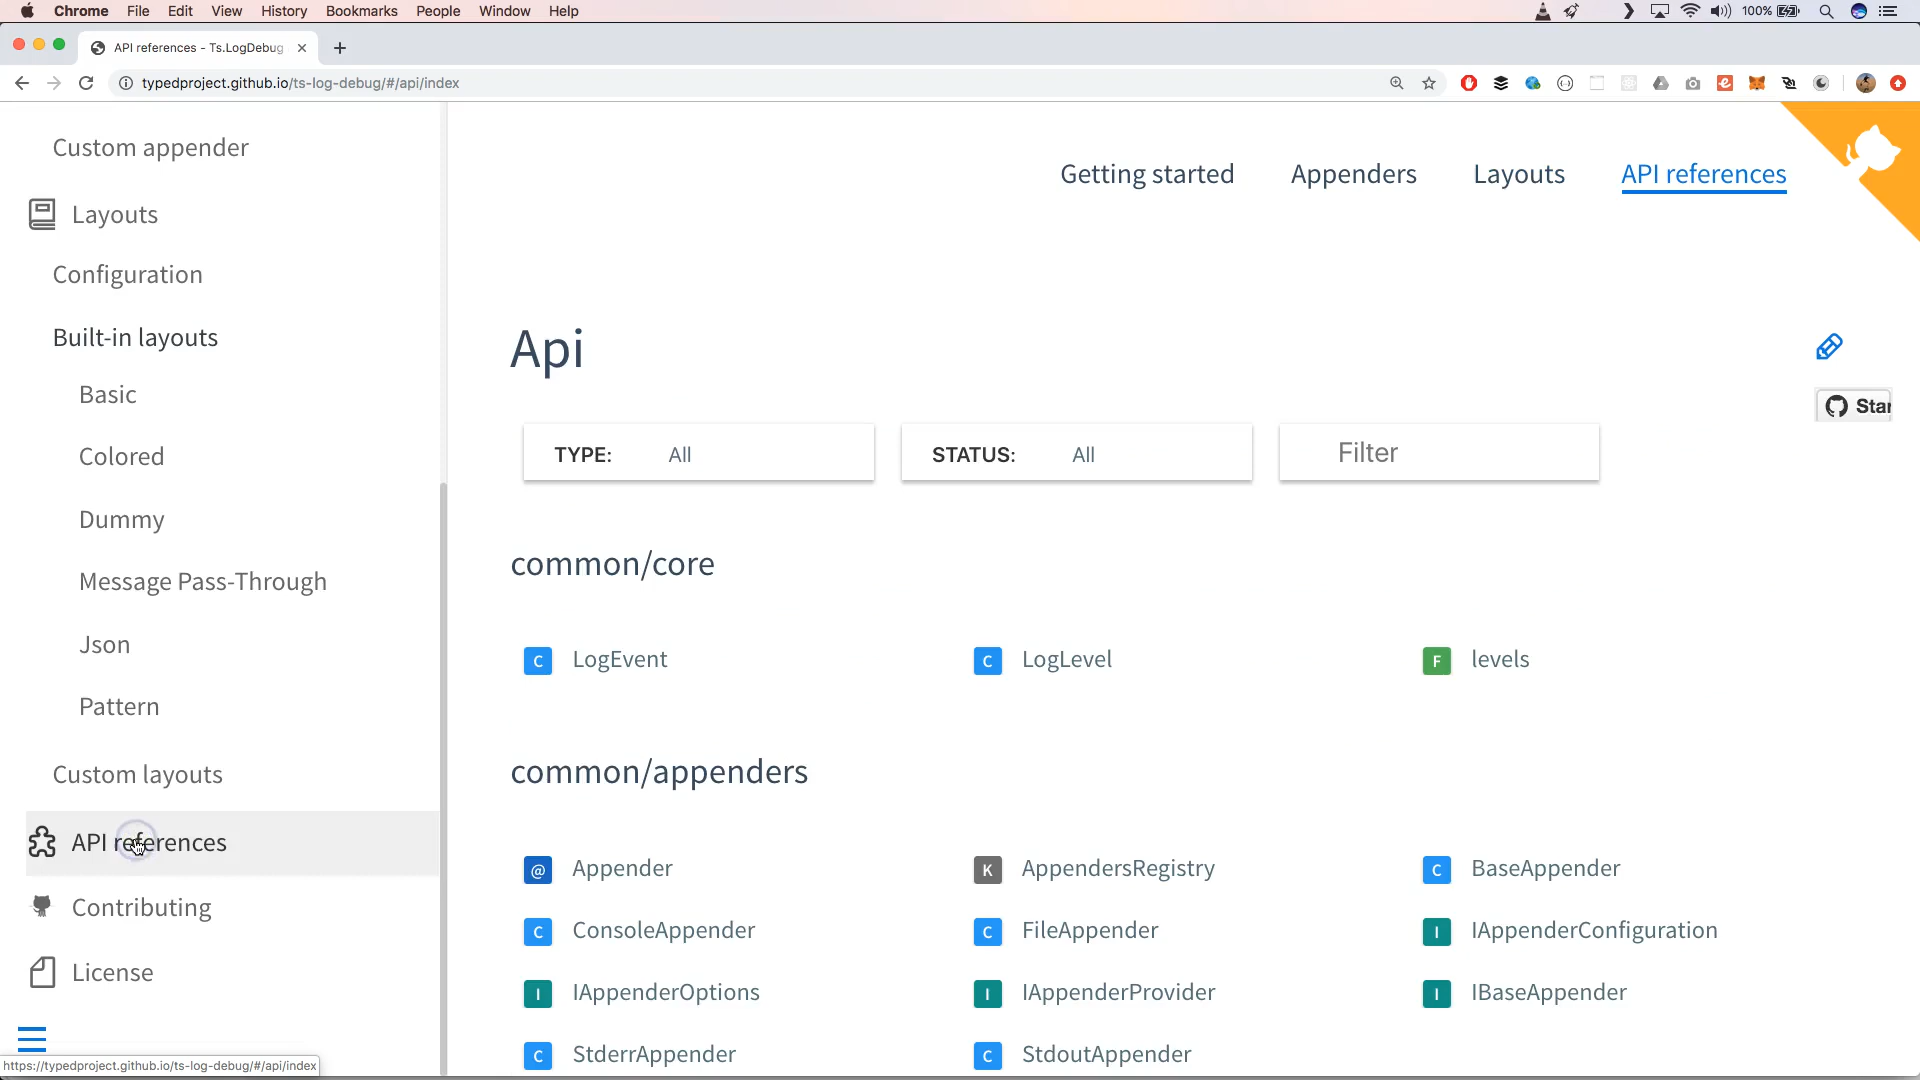 Chrome File Edit View History Bookmarks People Window Help 100%
API references - Ts.LogDebug
typedproject.github.io/ts-log-debug/#/api/index
Custom appender
Layouts
Configuration
Built-in layouts
Basic
Colored
Dummy
Message Pass-Through
Json
Pattern
Custom layouts
API references
Contributing
License
https://typedproject.github.io/ts-log-debug/#/api/index
Getting started Appenders Layouts API references
Api
Star
TYPE: All STATUS: All Filter
common/core
C LogEvent C LogLevel F levels
common/appenders
@ Appender K AppendersRegistry C BaseAppender
C ConsoleAppender C FileAppender I IAppenderConfiguration
I IAppenderOptions I IAppenderProvider I IBaseAppender
C StderrAppender C StdoutAppender